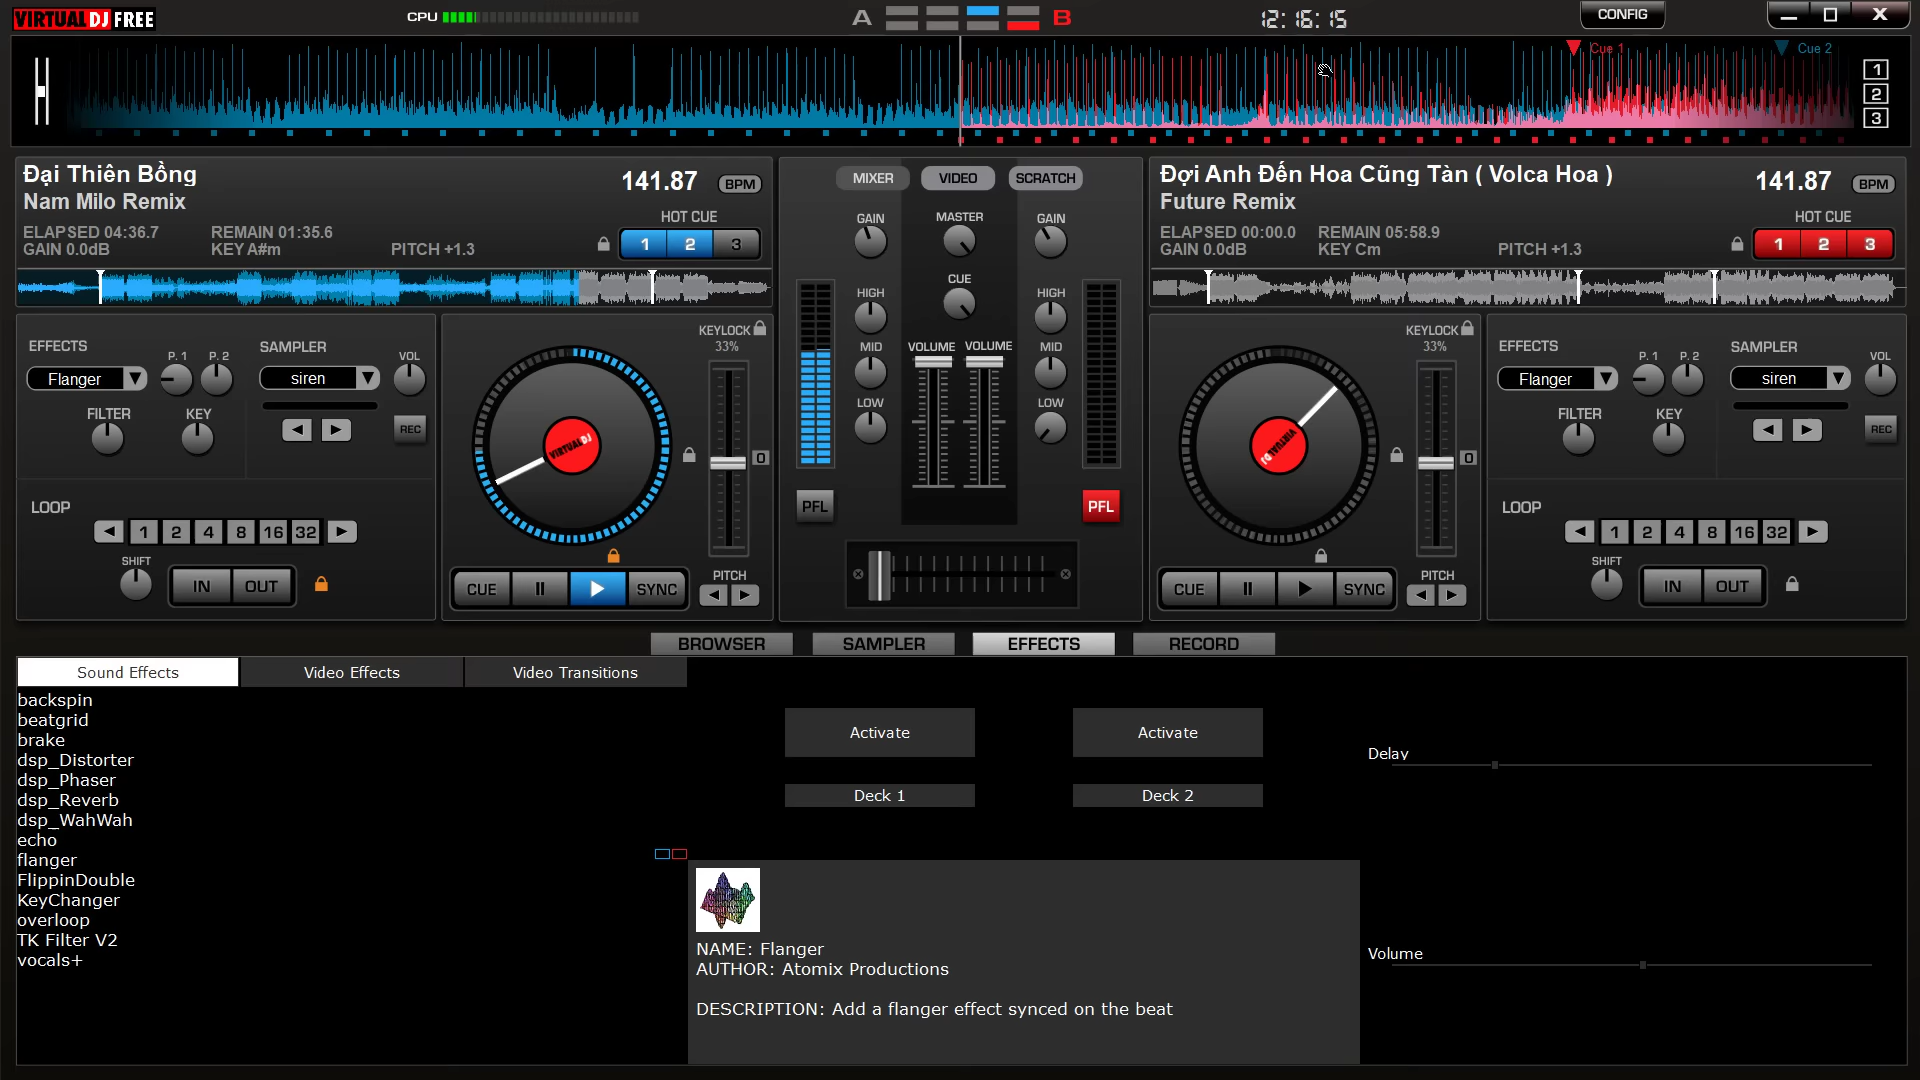 VIRTUAL DJ FREE
CPU
A
B
12:16:15
CONFIG
Cue 1
Cue 2
1
2
3
Đại Thiên Bồng
141.87 BPM
Nam Milo Remix
HOT CUE
ELAPSED 04:36.7 REMAIN 01:35.6
GAIN 0.0dB KEY A#m PITCH +1.3
1 2 3
MIXER VIDEO SCRATCH
GAIN MASTER GAIN
CUE
HIGH HIGH
VOLUME VOLUME
MID MID
LOW LOW
PFL PFL
Đợi Anh Đến Hoa Cũng Tàn ( Volca Hoa )
141.87 BPM
Future Remix
HOT CUE
ELAPSED 00:00.0 REMAIN 05:58.9
GAIN 0.0dB KEY Cm PITCH +1.3
1 2 3
EFFECTS P. 1 P. 2 SAMPLER VOL
Flanger siren
FILTER KEY REC
LOOP
1 2 4 8 16 32
SHIFT IN OUT
KEYLOCK
33%
VIRTUAL DJ
0
PITCH
CUE SYNC
KEYLOCK
33%
VIRTUAL DJ
0
PITCH
CUE SYNC
EFFECTS P. 1 P. 2 SAMPLER VOL
Flanger siren
FILTER KEY REC
LOOP
1 2 4 8 16 32
SHIFT IN OUT
BROWSER SAMPLER EFFECTS RECORD
Sound Effects Video Effects Video Transitions
backspin
beatgrid
brake
dsp_Distorter
dsp_Phaser
dsp_Reverb
dsp_WahWah
echo
flanger
FlippinDouble
KeyChanger
overloop
TK Filter V2
vocals+
Activate Activate
Deck 1 Deck 2
NAME: Flanger
AUTHOR: Atomix Productions
DESCRIPTION: Add a flanger effect synced on the beat
Delay
Volume